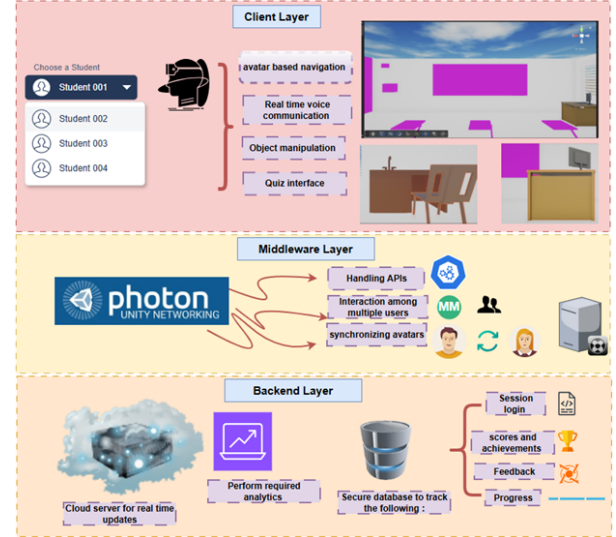 Client Layer
Choose a Student
Student 001
Student 002
Student 003
Student 004
avatar based navigation
Real time voice
communication
Object manipulation
Quiz interface
Middleware Layer
photon
UNITY NETWORKING
Handling APIs
Interaction among
multiple users
synchronizing avatars
MM
Backend Layer
Cloud server for real time
updates
Perform required
analytics
Secure database to track
the following :
Session
login
scores and
achievements
Feedback
Progress